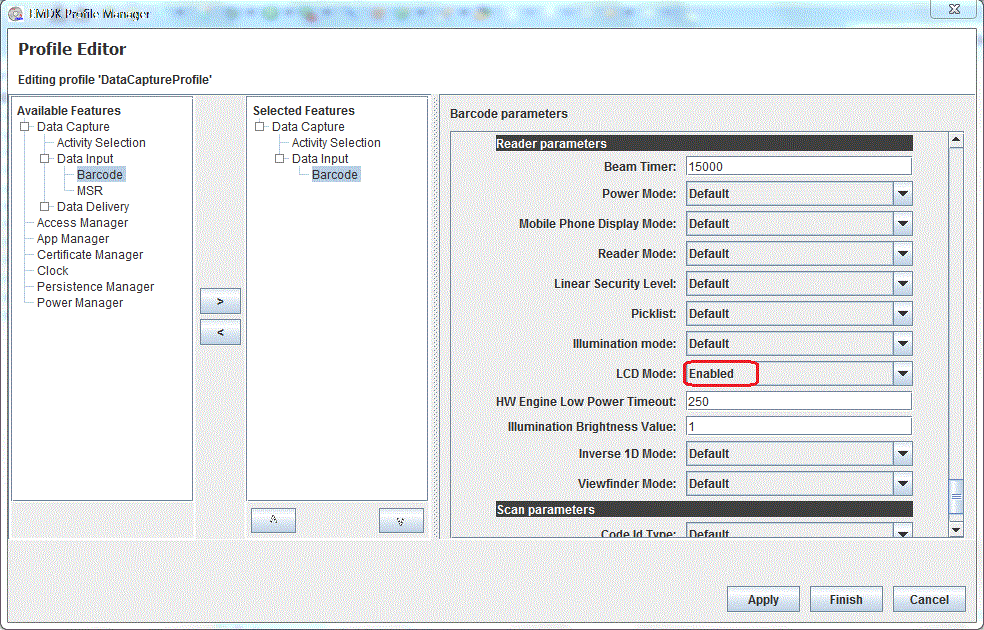 EMDK Profile Manager
Profile Editor
Editing profile 'DataCaptureProfile'
Available Features
Data Capture
Activity Selection
Data Input
Barcode
MSR
Data Delivery
Access Manager
App Manager
Certificate Manager
Clock
Persistence Manager
Power Manager
>
<
Selected Features
Data Capture
Activity Selection
Data Input
Barcode
Barcode parameters
Reader parameters
Beam Timer: 15000
Power Mode: Default
Mobile Phone Display Mode: Default
Reader Mode: Default
Linear Security Level: Default
Picklist: Default
Illumination mode: Default
LCD Mode: Enabled
HW Engine Low Power Timeout: 250
Illumination Brightness Value: 1
Inverse 1D Mode: Default
Viewfinder Mode: Default
Scan parameters
Code Id Type: Default
Apply Finish Cancel